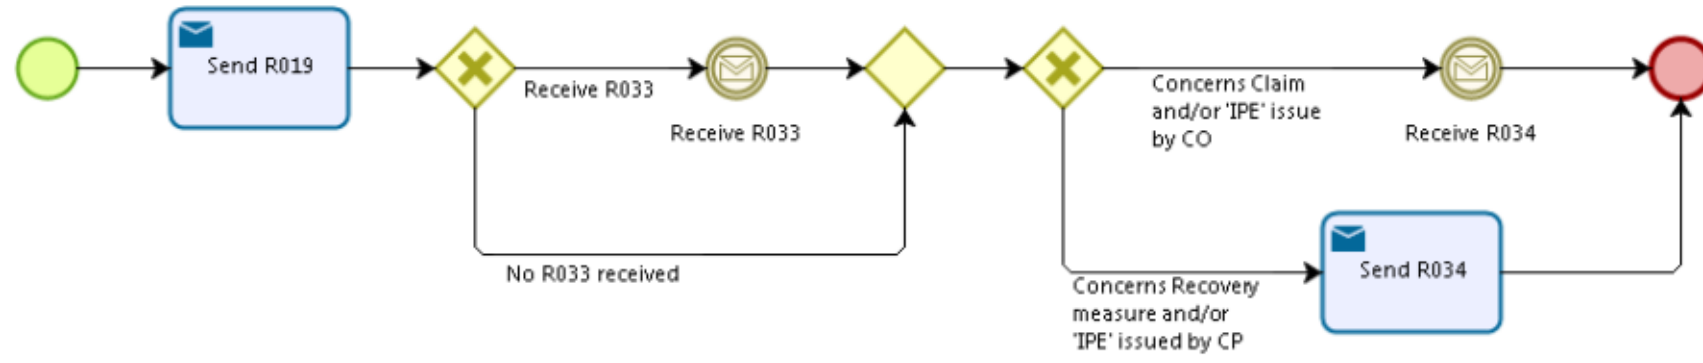 Send R019
Receive R033
Receive R033
No R033 received
Concerns Claim
and/or 'IPE' issue
by CO
Receive R034
Concerns Recovery
measure and/or
'IPE' issued by CP
Send R034